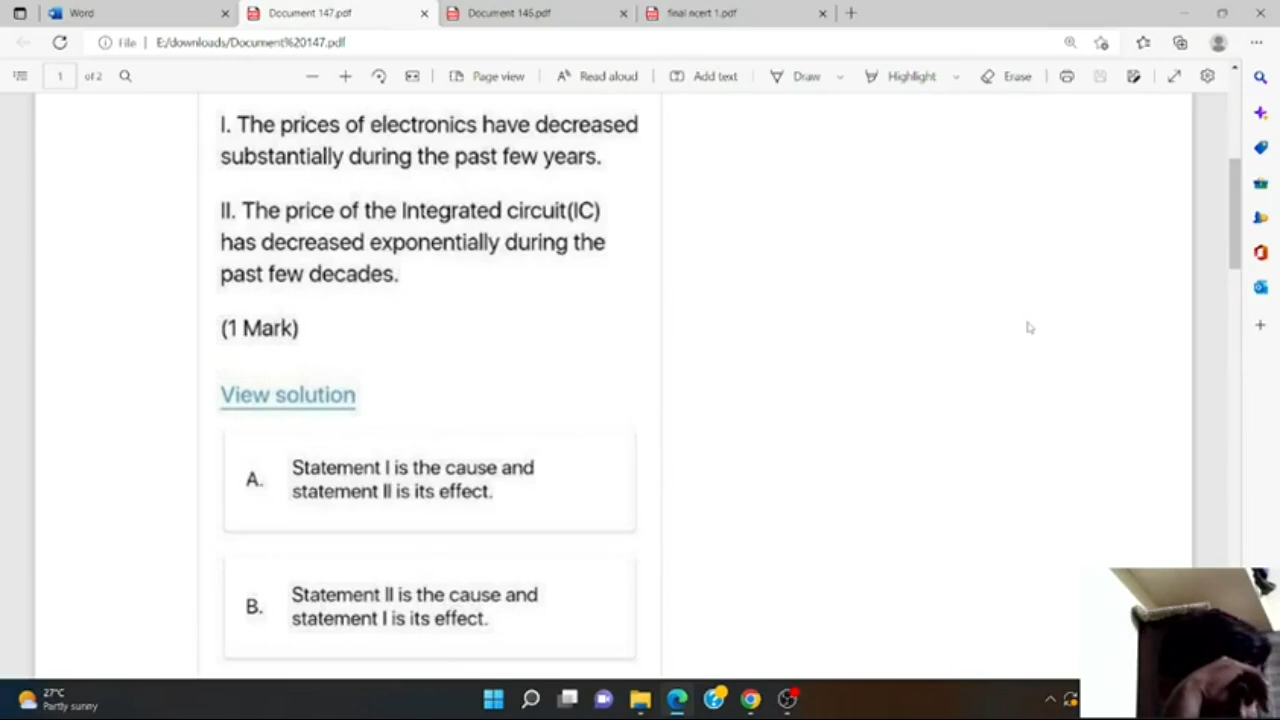 Word
Document 147.pdf
Document 146.pdf
final ncert 1.pdf
File
E:/downloads/Document%20147.pdf
1 of 2
Page view
Read aloud
Add text
Draw
Highlight
Erase
I. The prices of electronics have decreased
substantially during the past few years.
II. The price of the Integrated circuit(IC)
has decreased exponentially during the
past few decades.
(1 Mark)
View solution
A.
Statement I is the cause and
statement II is its effect.
B.
Statement II is the cause and
statement I is its effect.
27°C
Partly sunny